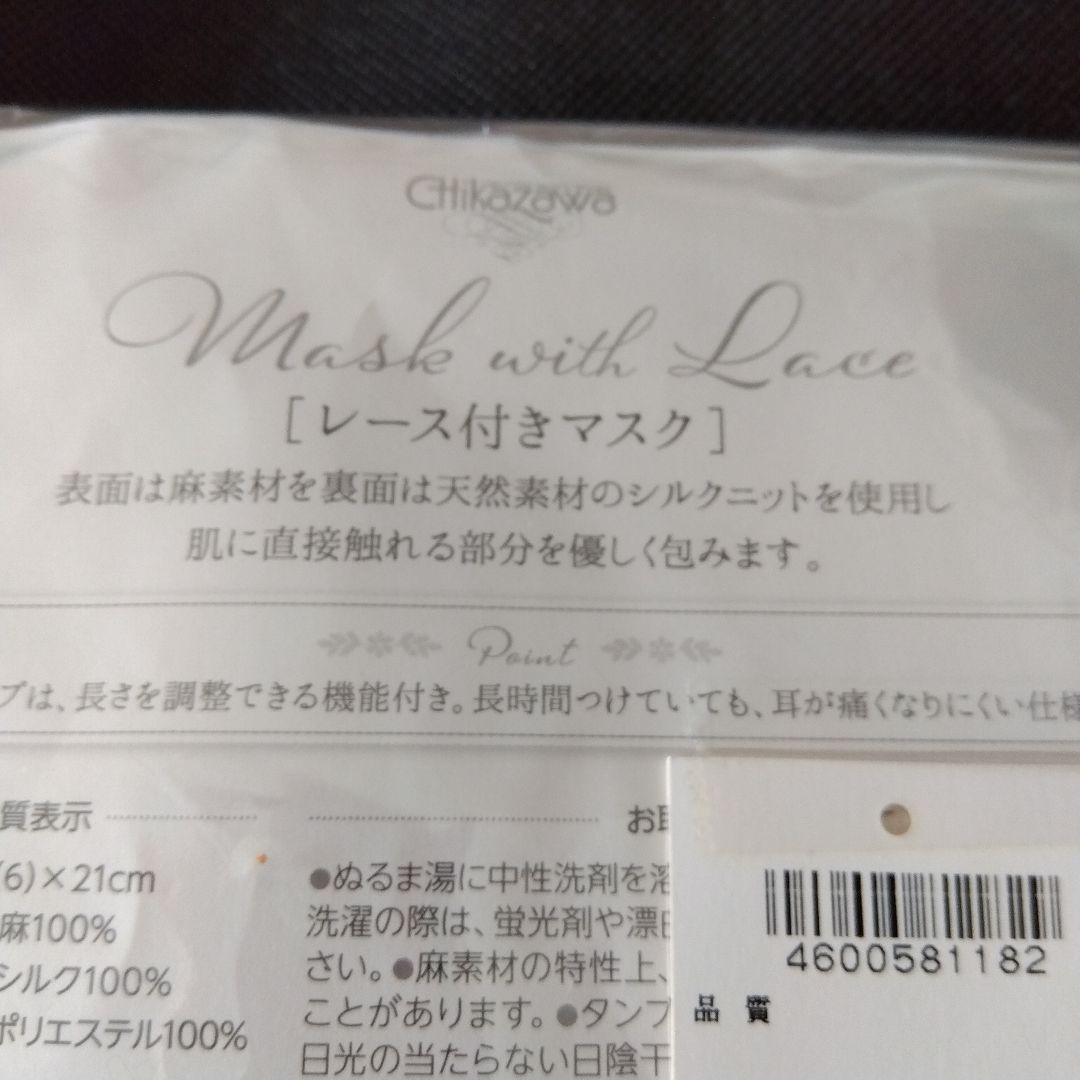 CHikazawa
Mask with Lace
[レース付きマスク]
表面は麻素材を裏面は天然素材のシルクニットを使用し
肌に直接触れる部分を優しく包みます。
Point
プは、長さを調整できる機能付き。長時間つけていても、耳が痛くなりにくい仕様
質表示
(6)×21cm
麻100%
シルク100%
ポリエステル100%
お取
●ぬるま湯に中性洗剤を溶
洗濯の際は、蛍光剤や漂白
さい。●麻素材の特性上、
ことがあります。●タンブ
日光の当たらない日陰干
4600581182
品 質